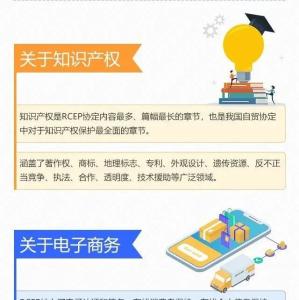 关于知识产权
知识产权是RCEP协定内容最多、篇幅最长的章节，也是我国自贸协定
中对于知识产权保护最全面的章节。
涵盖了著作权、商标、地理标志、专利、外观设计、遗传资源、反不正
当竞争、执法、合作、透明度、技术援助等广泛领域。
关于电子商务